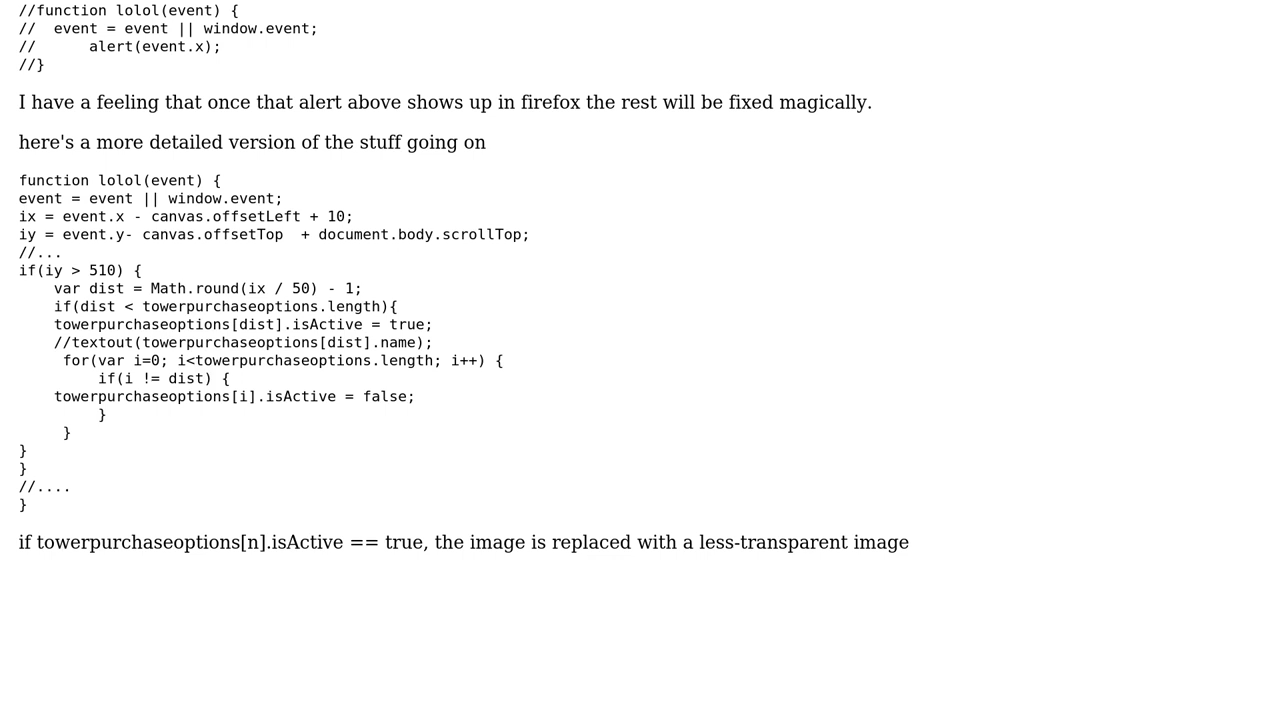 //function lolol(event) {
//  event = event || window.event;
//      alert(event.x);
//}
I have a feeling that once that alert above shows up in firefox the rest will be fixed magically.
here's a more detailed version of the stuff going on
function lolol(event) {
event = event || window.event;
ix = event.x - canvas.offsetLeft + 10;
iy = event.y- canvas.offsetTop  + document.body.scrollTop;
//...
if(iy > 510) {
    var dist = Math.round(ix / 50) - 1;
    if(dist < towerpurchaseoptions.length){
    towerpurchaseoptions[dist].isActive = true;
    //textout(towerpurchaseoptions[dist].name);
     for(var i=0; i<towerpurchaseoptions.length; i++) {
         if(i != dist) {
    towerpurchaseoptions[i].isActive = false;
         }
     }
}
}
//....
}
if towerpurchaseoptions[n].isActive == true, the image is replaced with a less-transparent image